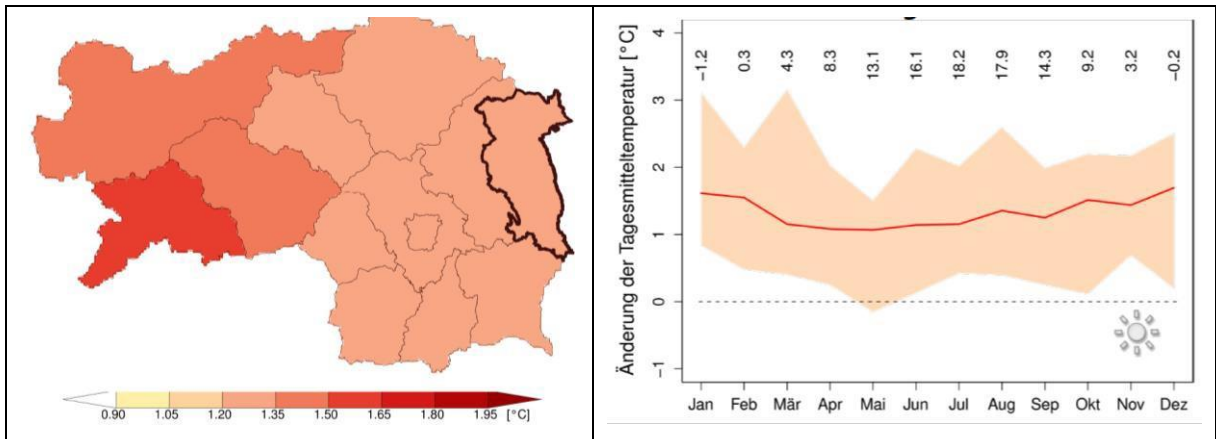 0.90 1.05 1.20 1.35 1.50 1.65 1.80 1.95 [°C]
Änderung der Tagesmitteltemperatur [°C]
4
3
2
1
0
−1
−1.2 0.3 4.3 8.3 13.1 16.1 18.2 17.9 14.3 9.2 3.2 −0.2
Jan Feb Mär Apr Mai Jun Jul Aug Sep Okt Nov Dez